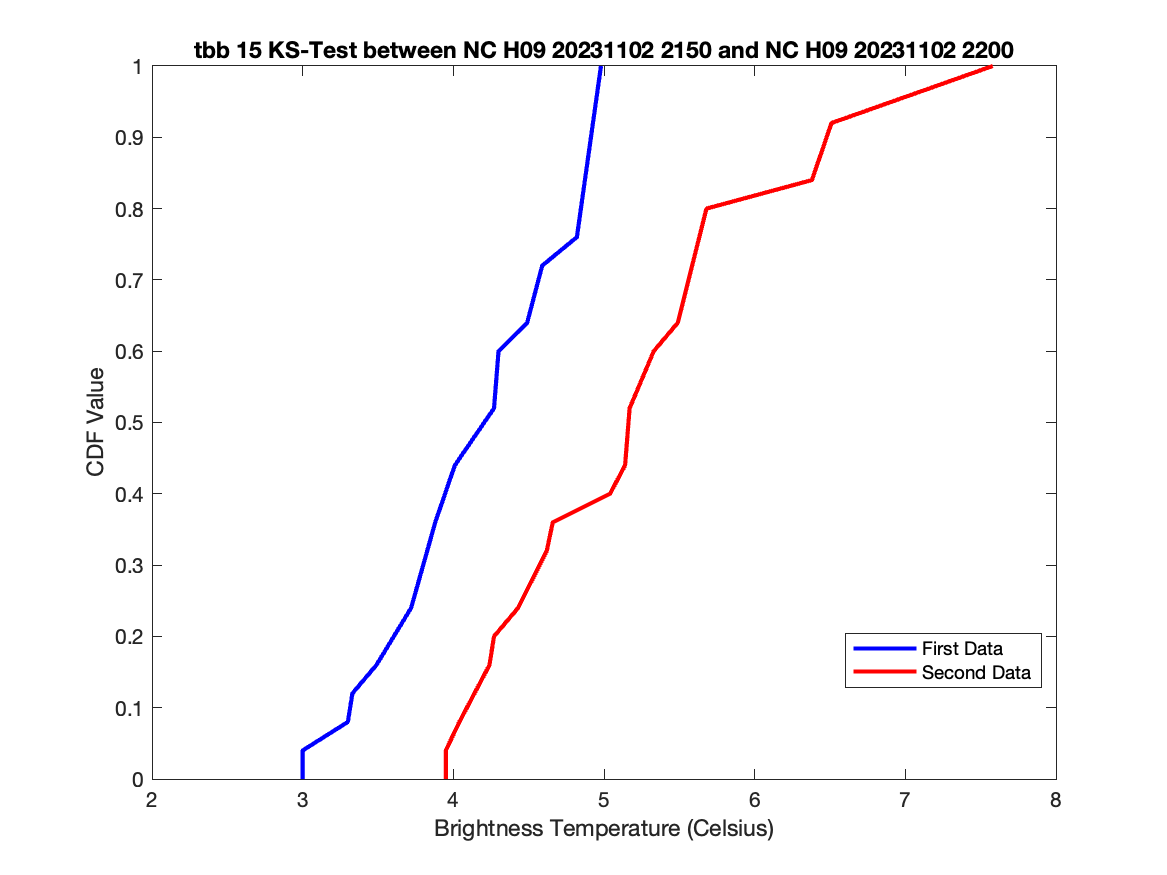 tbb 15 KS-Test between NC H09 20231102 2150 and NC H09 20231102 2200
1
0.9
0.8
0.7
0.6
0.5
0.4
0.3
0.2
0.1
0
CDF Value
First Data
Second Data
2 3 4 5 6 7 8
Brightness Temperature (Celsius)